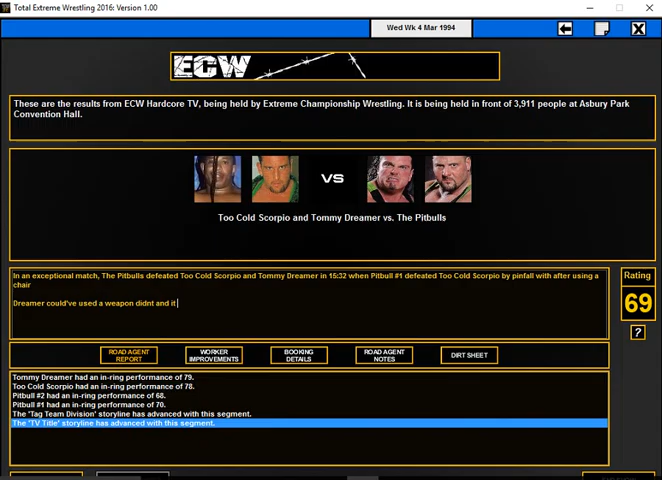 Total Extreme Wrestling 2016: Version 1.00
Wed Wk 4 Mar 1994
ECW
These are the results from ECW Hardcore TV, being held by Extreme Championship Wrestling. It is being held in front of 3,911 people at Asbury Park
Convention Hall.
VS
Too Cold Scorpio and Tommy Dreamer vs. The Pitbulls
In an exceptional match, The Pitbulls defeated Too Cold Scorpio and Tommy Dreamer in 15:32 when Pitbull #1 defeated Too Cold Scorpio by pinfall with after using a
chair
Dreamer could've used a weapon didnt and it
Rating
69
?
ROAD AGENT
REPORT
WORKER
IMPROVEMENTS
BOOKING
DETAILS
ROAD AGENT
NOTES
DIRT SHEET
Tommy Dreamer had an in-ring performance of 79.
Too Cold Scorpio had an in-ring performance of 78.
Pitbull #2 had an in-ring performance of 68.
Pitbull #1 had an in-ring performance of 70.
The 'Tag Team Division' storyline has advanced with this segment.
The 'TV Title' storyline has advanced with this segment.